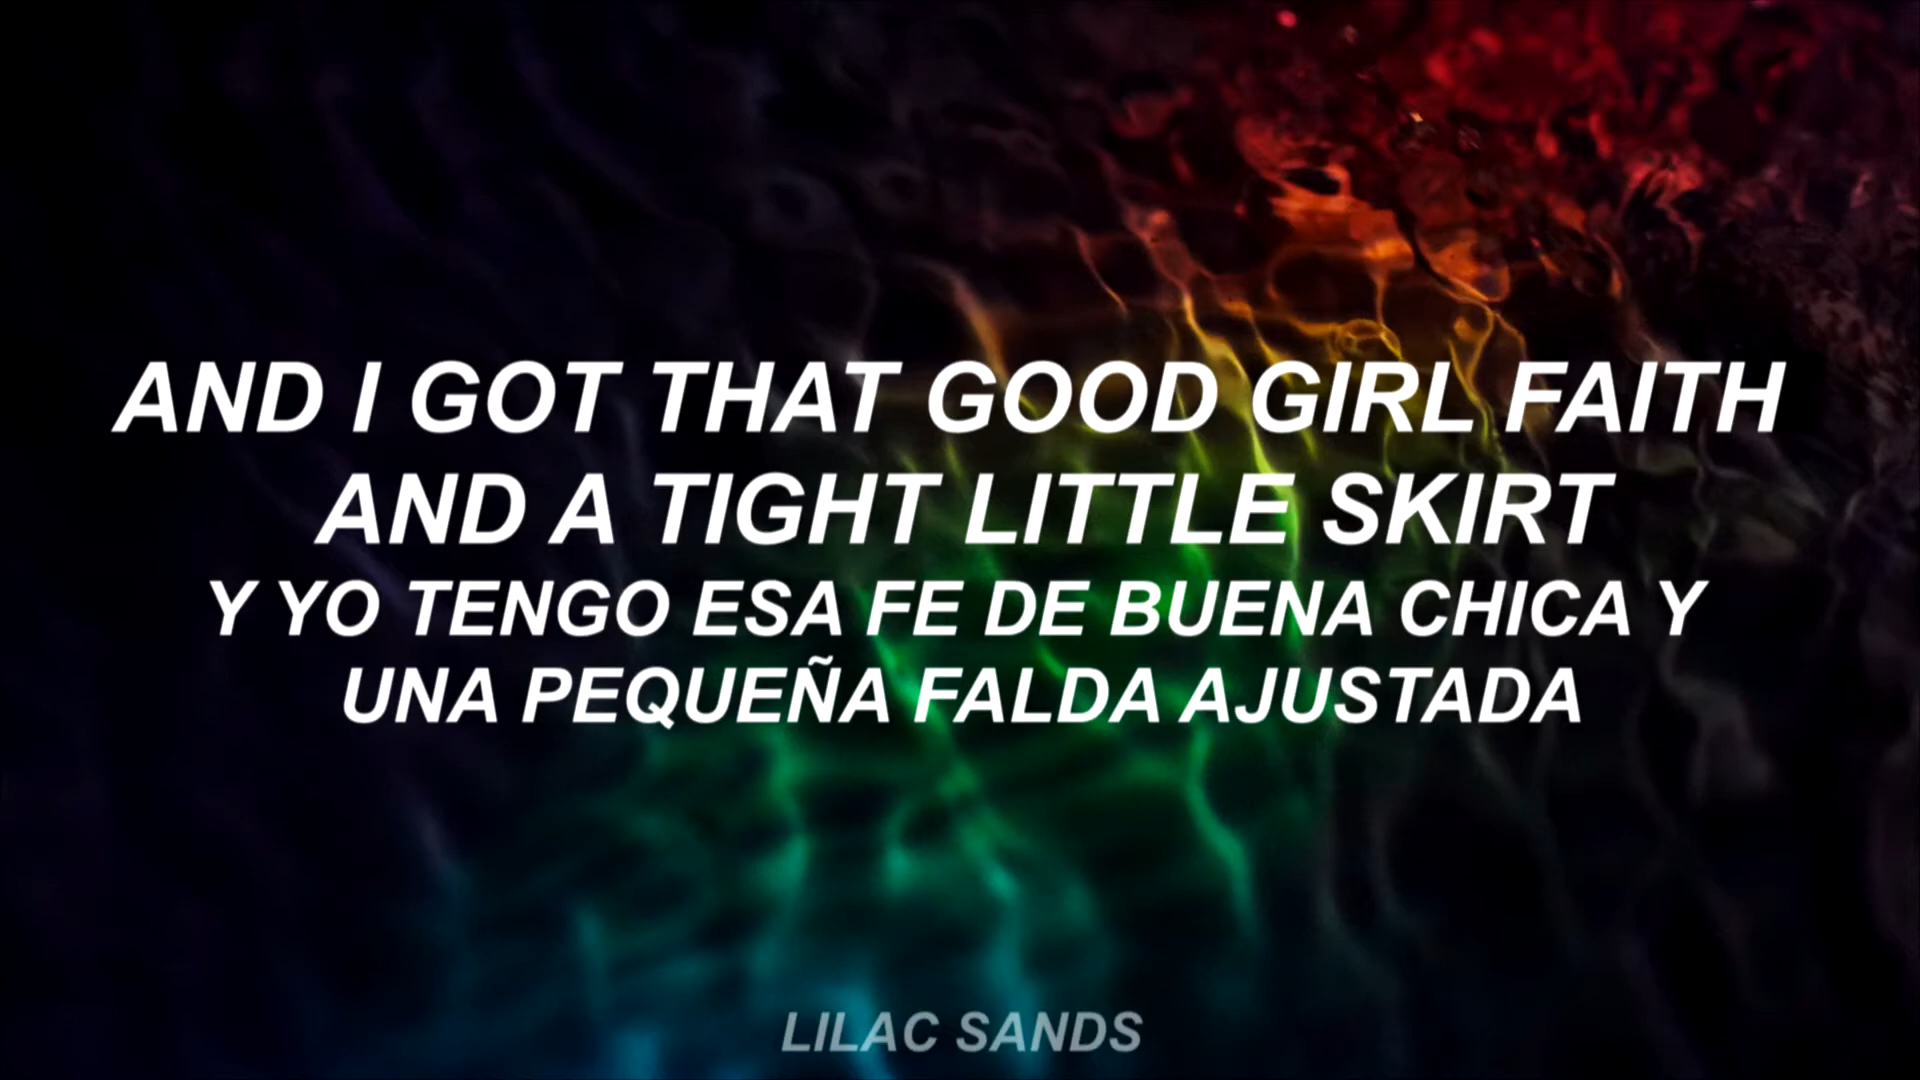 AND I GOT THAT GOOD GIRL FAITH
AND A TIGHT LITTLE SKIRT
Y YO TENGO ESA FE DE BUENA CHICA Y
UNA PEQUEÑA FALDA AJUSTADA
LILAC SANDS